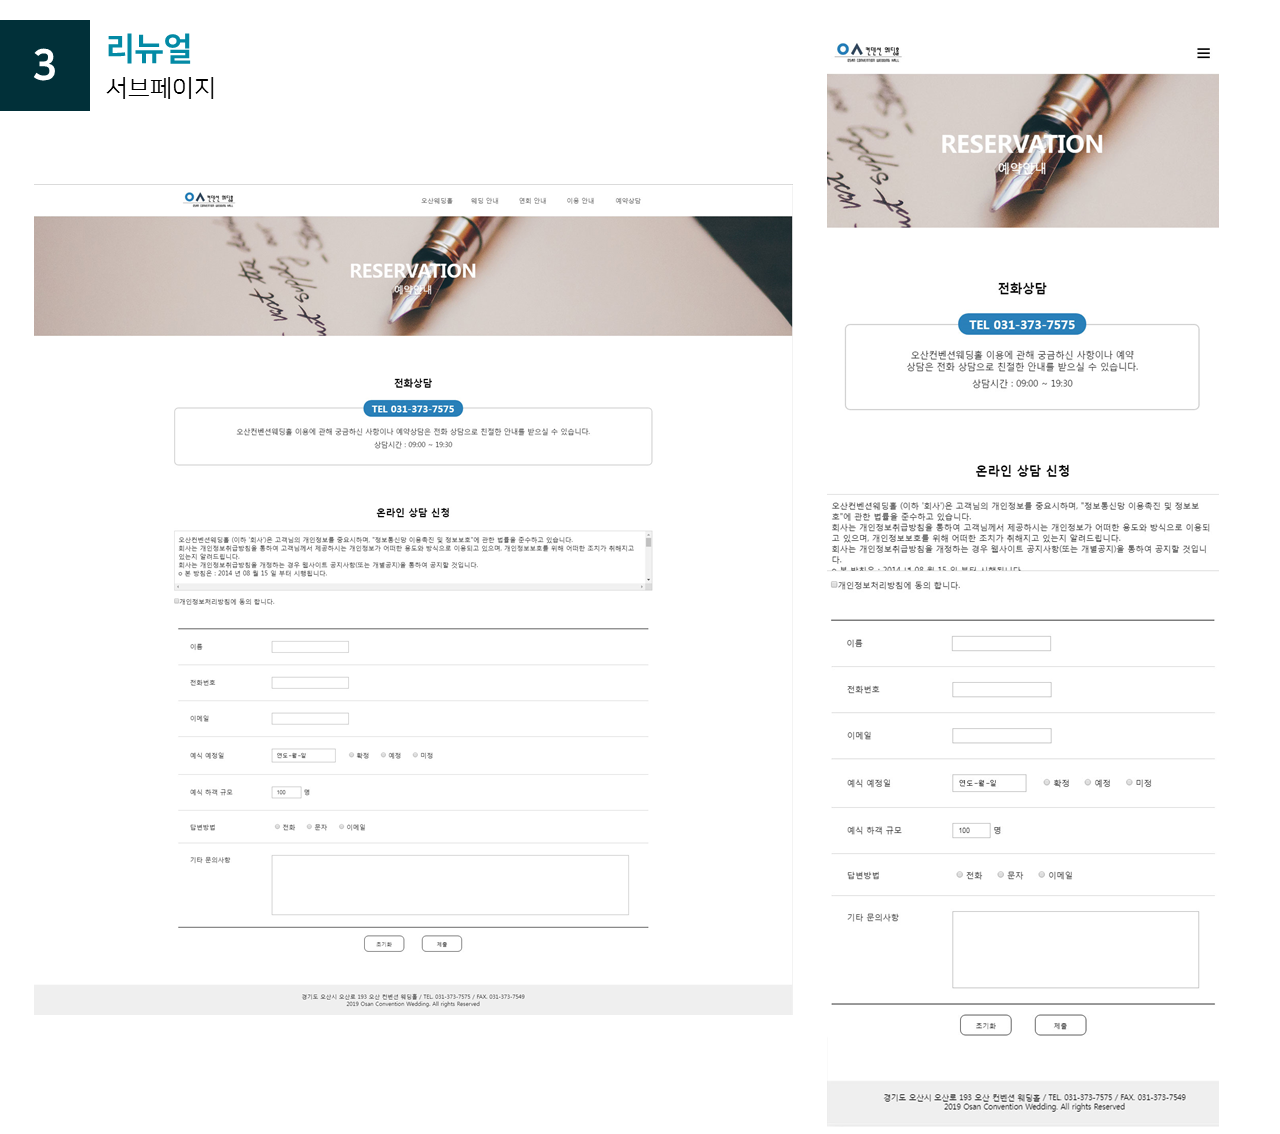 3
리뉴얼
서브페이지
컨벤션 웨딩홀
OSAN CONVENTION WEDDING HALL
오산웨딩홀 웨딩 안내 연회 안내 이용 안내 예약상담
RESERVATION
예약안내
전화상담
TEL 031-373-7575
오산컨벤션웨딩홀 이용에 관해 궁금하신 사항이나 예약상담은 전화 상담으로 친절한 안내를 받으실 수 있습니다.
상담시간 : 09:00 ~ 19:30
온라인 상담 신청
오산컨벤션웨딩홀 (이하 '회사')은 고객님의 개인정보를 중요시하며, "정보통신망 이용촉진 및 정보보호"에 관한 법률을 준수하고 있습니다.
회사는 개인정보취급방침을 통하여 고객님께서 제공하시는 개인정보가 어떠한 용도와 방식으로 이용되고 있으며, 개인정보보호를 위해 어떠한 조치가 취해지고
있는지 알려드립니다.
회사는 개인정보취급방침을 개정하는 경우 웹사이트 공지사항(또는 개별공지)을 통하여 공지할 것입니다.
ο 본 방침은 : 2014 년 08 월 15 일 부터 시행됩니다.
개인정보처리방침에 동의 합니다.
이름
전화번호
이메일
예식 예정일 연도-월-일 확정 예정 미정
예식 하객 규모 100 명
답변방법 전화 문자 이메일
기타 문의사항
초기화 제출
경기도 오산시 오산로 193 오산 컨벤션 웨딩홀 / TEL. 031-373-7575 / FAX. 031-373-7549
2019 Osan Convention Wedding. All rights Reserved
컨벤션 웨딩홀
OSAN CONVENTION WEDDING HALL
RESERVATION
예약안내
전화상담
TEL 031-373-7575
오산컨벤션웨딩홀 이용에 관해 궁금하신 사항이나 예약
상담은 전화 상담으로 친절한 안내를 받으실 수 있습니다.
상담시간 : 09:00 ~ 19:30
온라인 상담 신청
오산컨벤션웨딩홀 (이하 '회사')은 고객님의 개인정보를 중요시하며, "정보통신망 이용촉진 및 정보보
호"에 관한 법률을 준수하고 있습니다.
회사는 개인정보취급방침을 통하여 고객님께서 제공하시는 개인정보가 어떠한 용도와 방식으로 이용되
고 있으며, 개인정보보호를 위해 어떠한 조치가 취해지고 있는지 알려드립니다.
회사는 개인정보취급방침을 개정하는 경우 웹사이트 공지사항(또는 개별공지)을 통하여 공지할 것입니
다.
ο 본 방침은 : 2014 년 08 월 15 일 부터 시행됩니다.
개인정보처리방침에 동의 합니다.
이름
전화번호
이메일
예식 예정일 연도-월-일 확정 예정 미정
예식 하객 규모 100 명
답변방법 전화 문자 이메일
기타 문의사항
초기화 제출
경기도 오산시 오산로 193 오산 컨벤션 웨딩홀 / TEL. 031-373-7575 / FAX. 031-373-7549
2019 Osan Convention Wedding. All rights Reserved